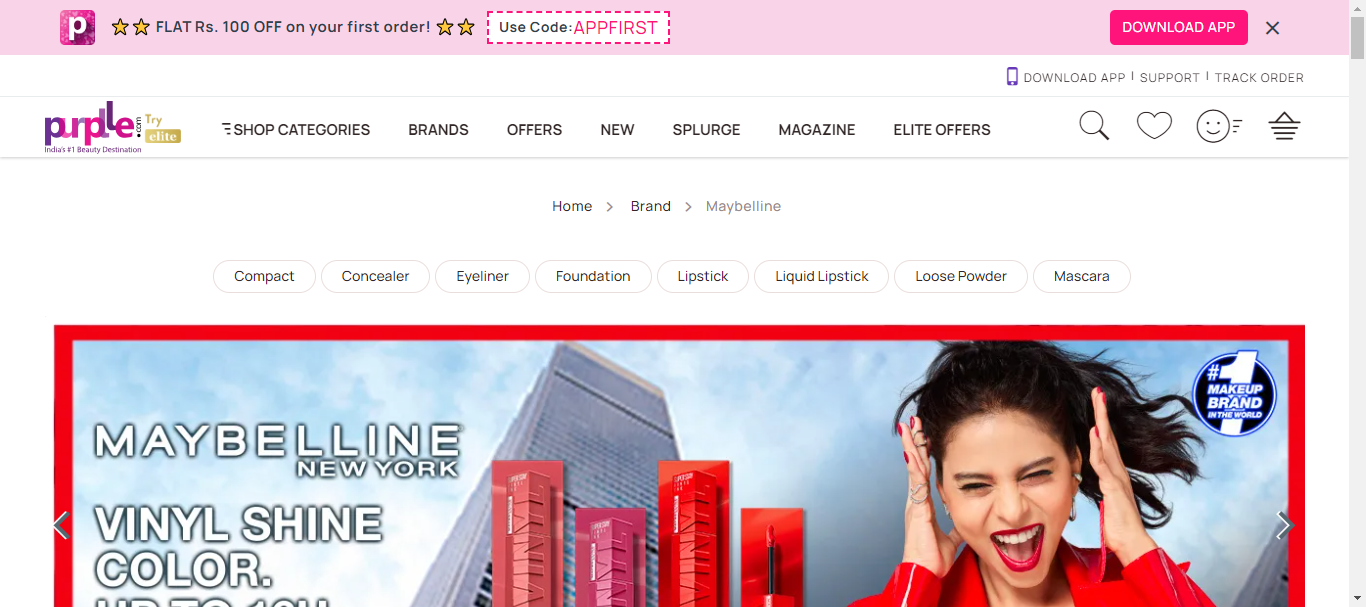 FLAT Rs. 100 OFF on your first order!
Use Code:APPFIRST
DOWNLOAD APP
DOWNLOAD APP | SUPPORT | TRACK ORDER
purplle.com
Try elite
India's #1 Beauty Destination
SHOP CATEGORIES
BRANDS
OFFERS
NEW
SPLURGE
MAGAZINE
ELITE OFFERS
Home > Brand > Maybelline
Compact
Concealer
Eyeliner
Foundation
Lipstick
Liquid Lipstick
Loose Powder
Mascara
MAYBELLINE
NEW YORK
VINYL SHINE
COLOR.
#1
MAKEUP
BRAND
IN THE WORLD